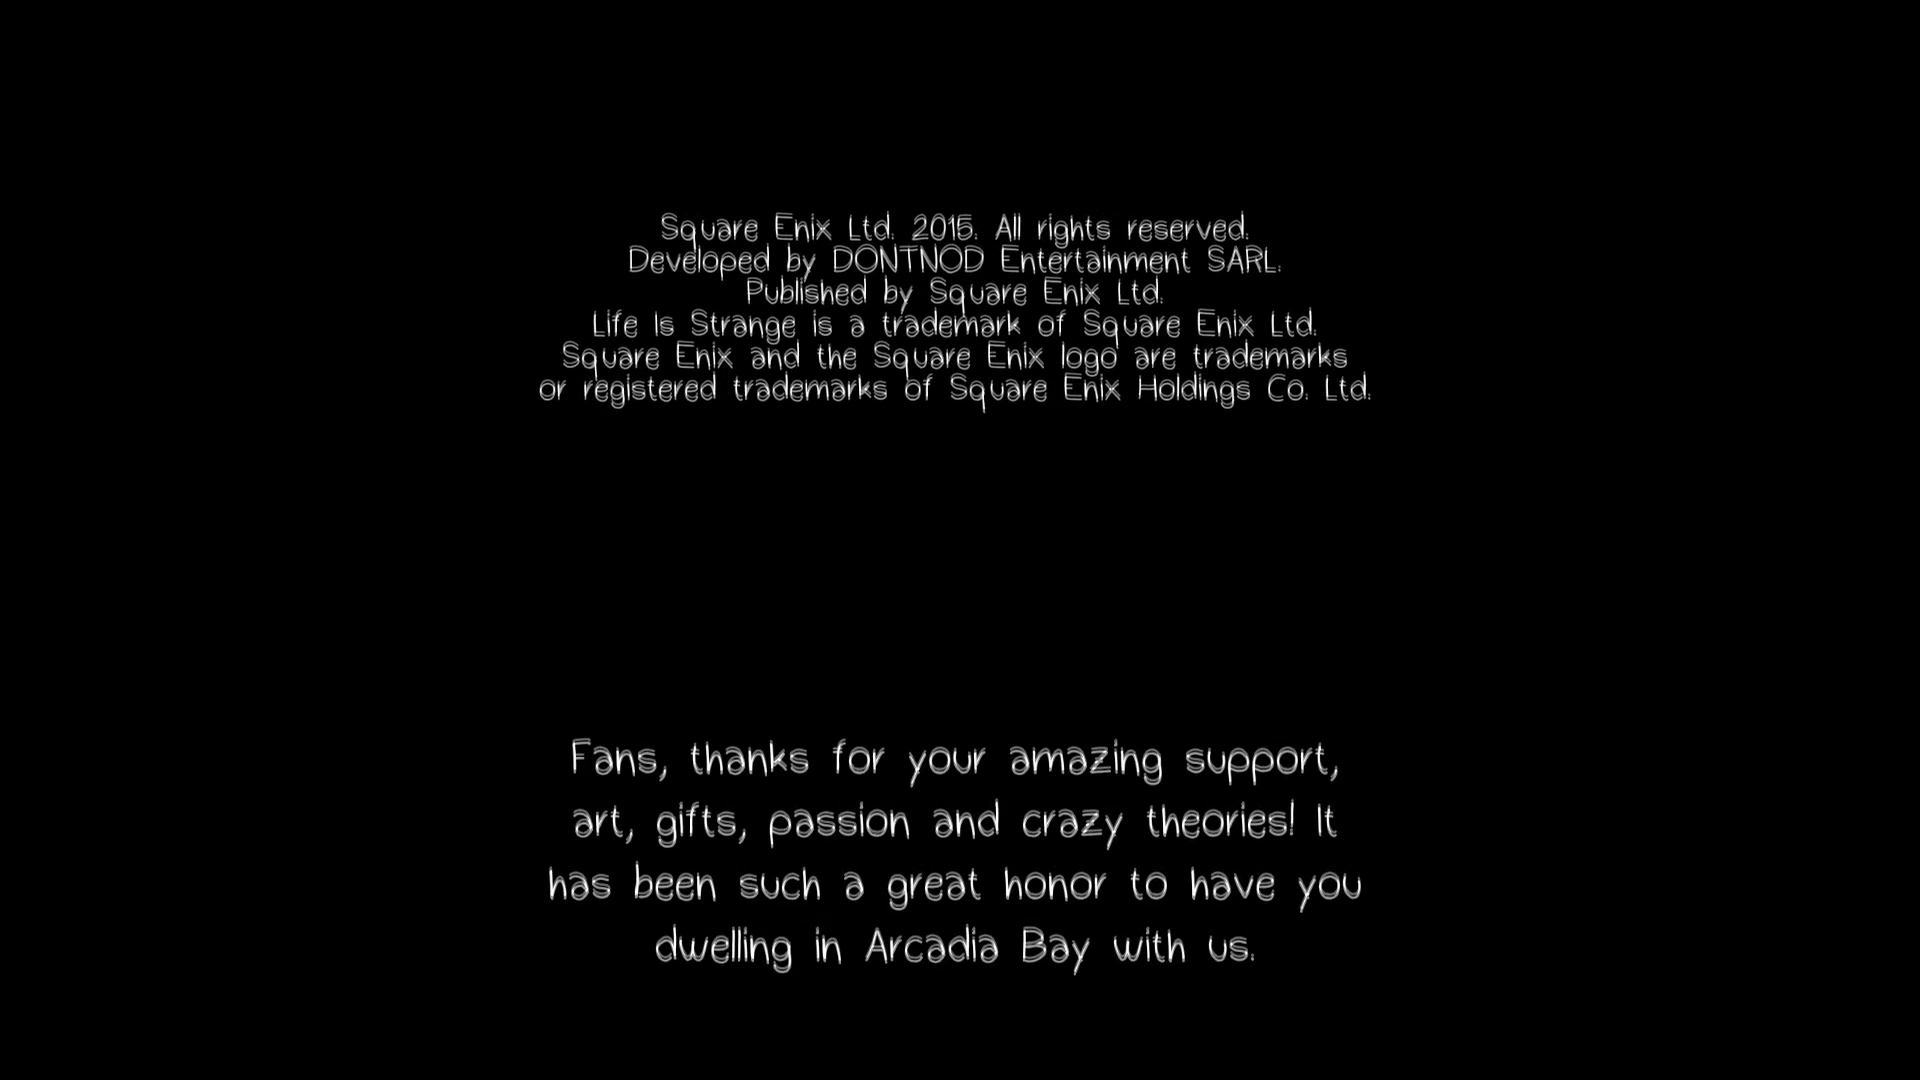 Square Enix Ltd. 2015. All rights reserved.
Developed by DONTNOD Entertainment SARL.
Published by Square Enix Ltd.
Life Is Strange is a trademark of Square Enix Ltd.
Square Enix and the Square Enix logo are trademarks
or registered trademarks of Square Enix Holdings Co. Ltd.
Fans, thanks for your amazing support,
art, gifts, passion and crazy theories! It
has been such a great honor to have you
dwelling in Arcadia Bay with us.